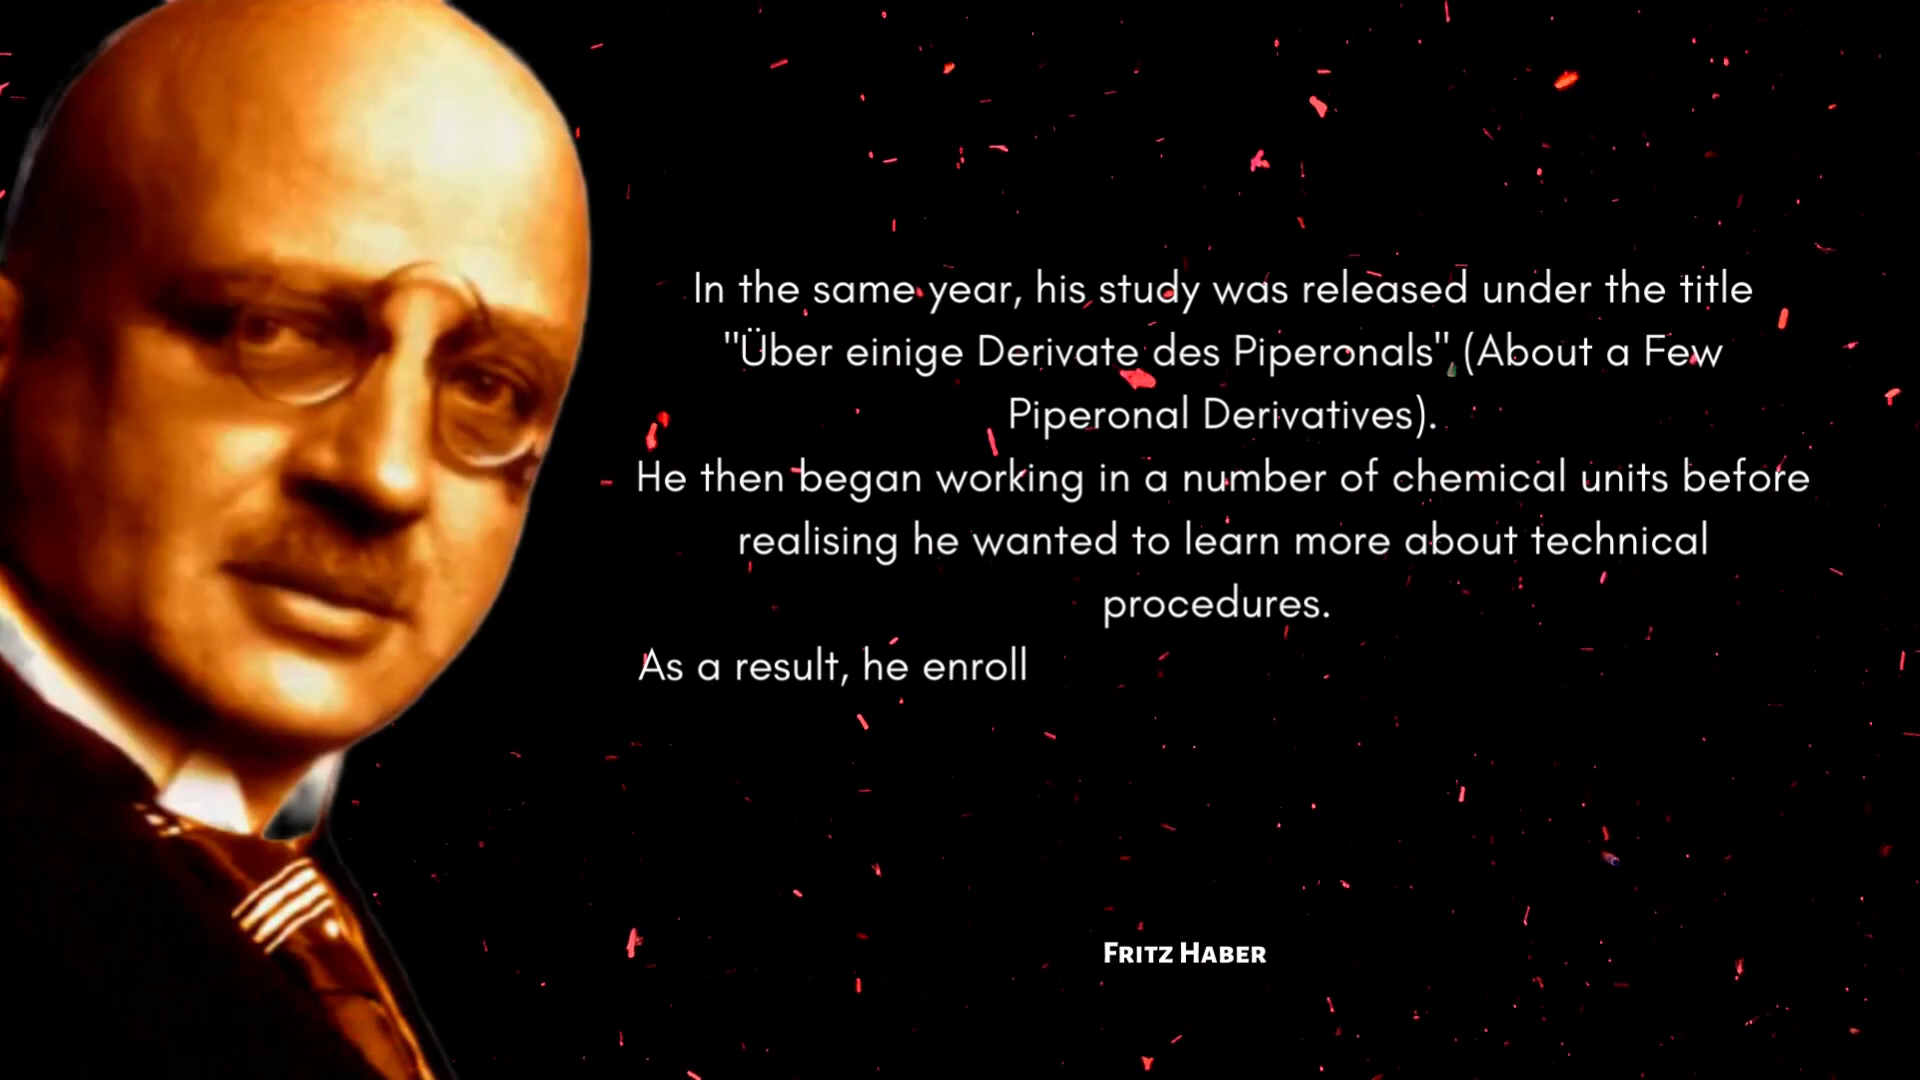 In the same year, his study was released under the title
"Über einige Derivate des Piperonals" (About a Few
Piperonal Derivatives).
He then began working in a number of chemical units before
realising he wanted to learn more about technical
procedures.
As a result, he enroll
Fritz Haber